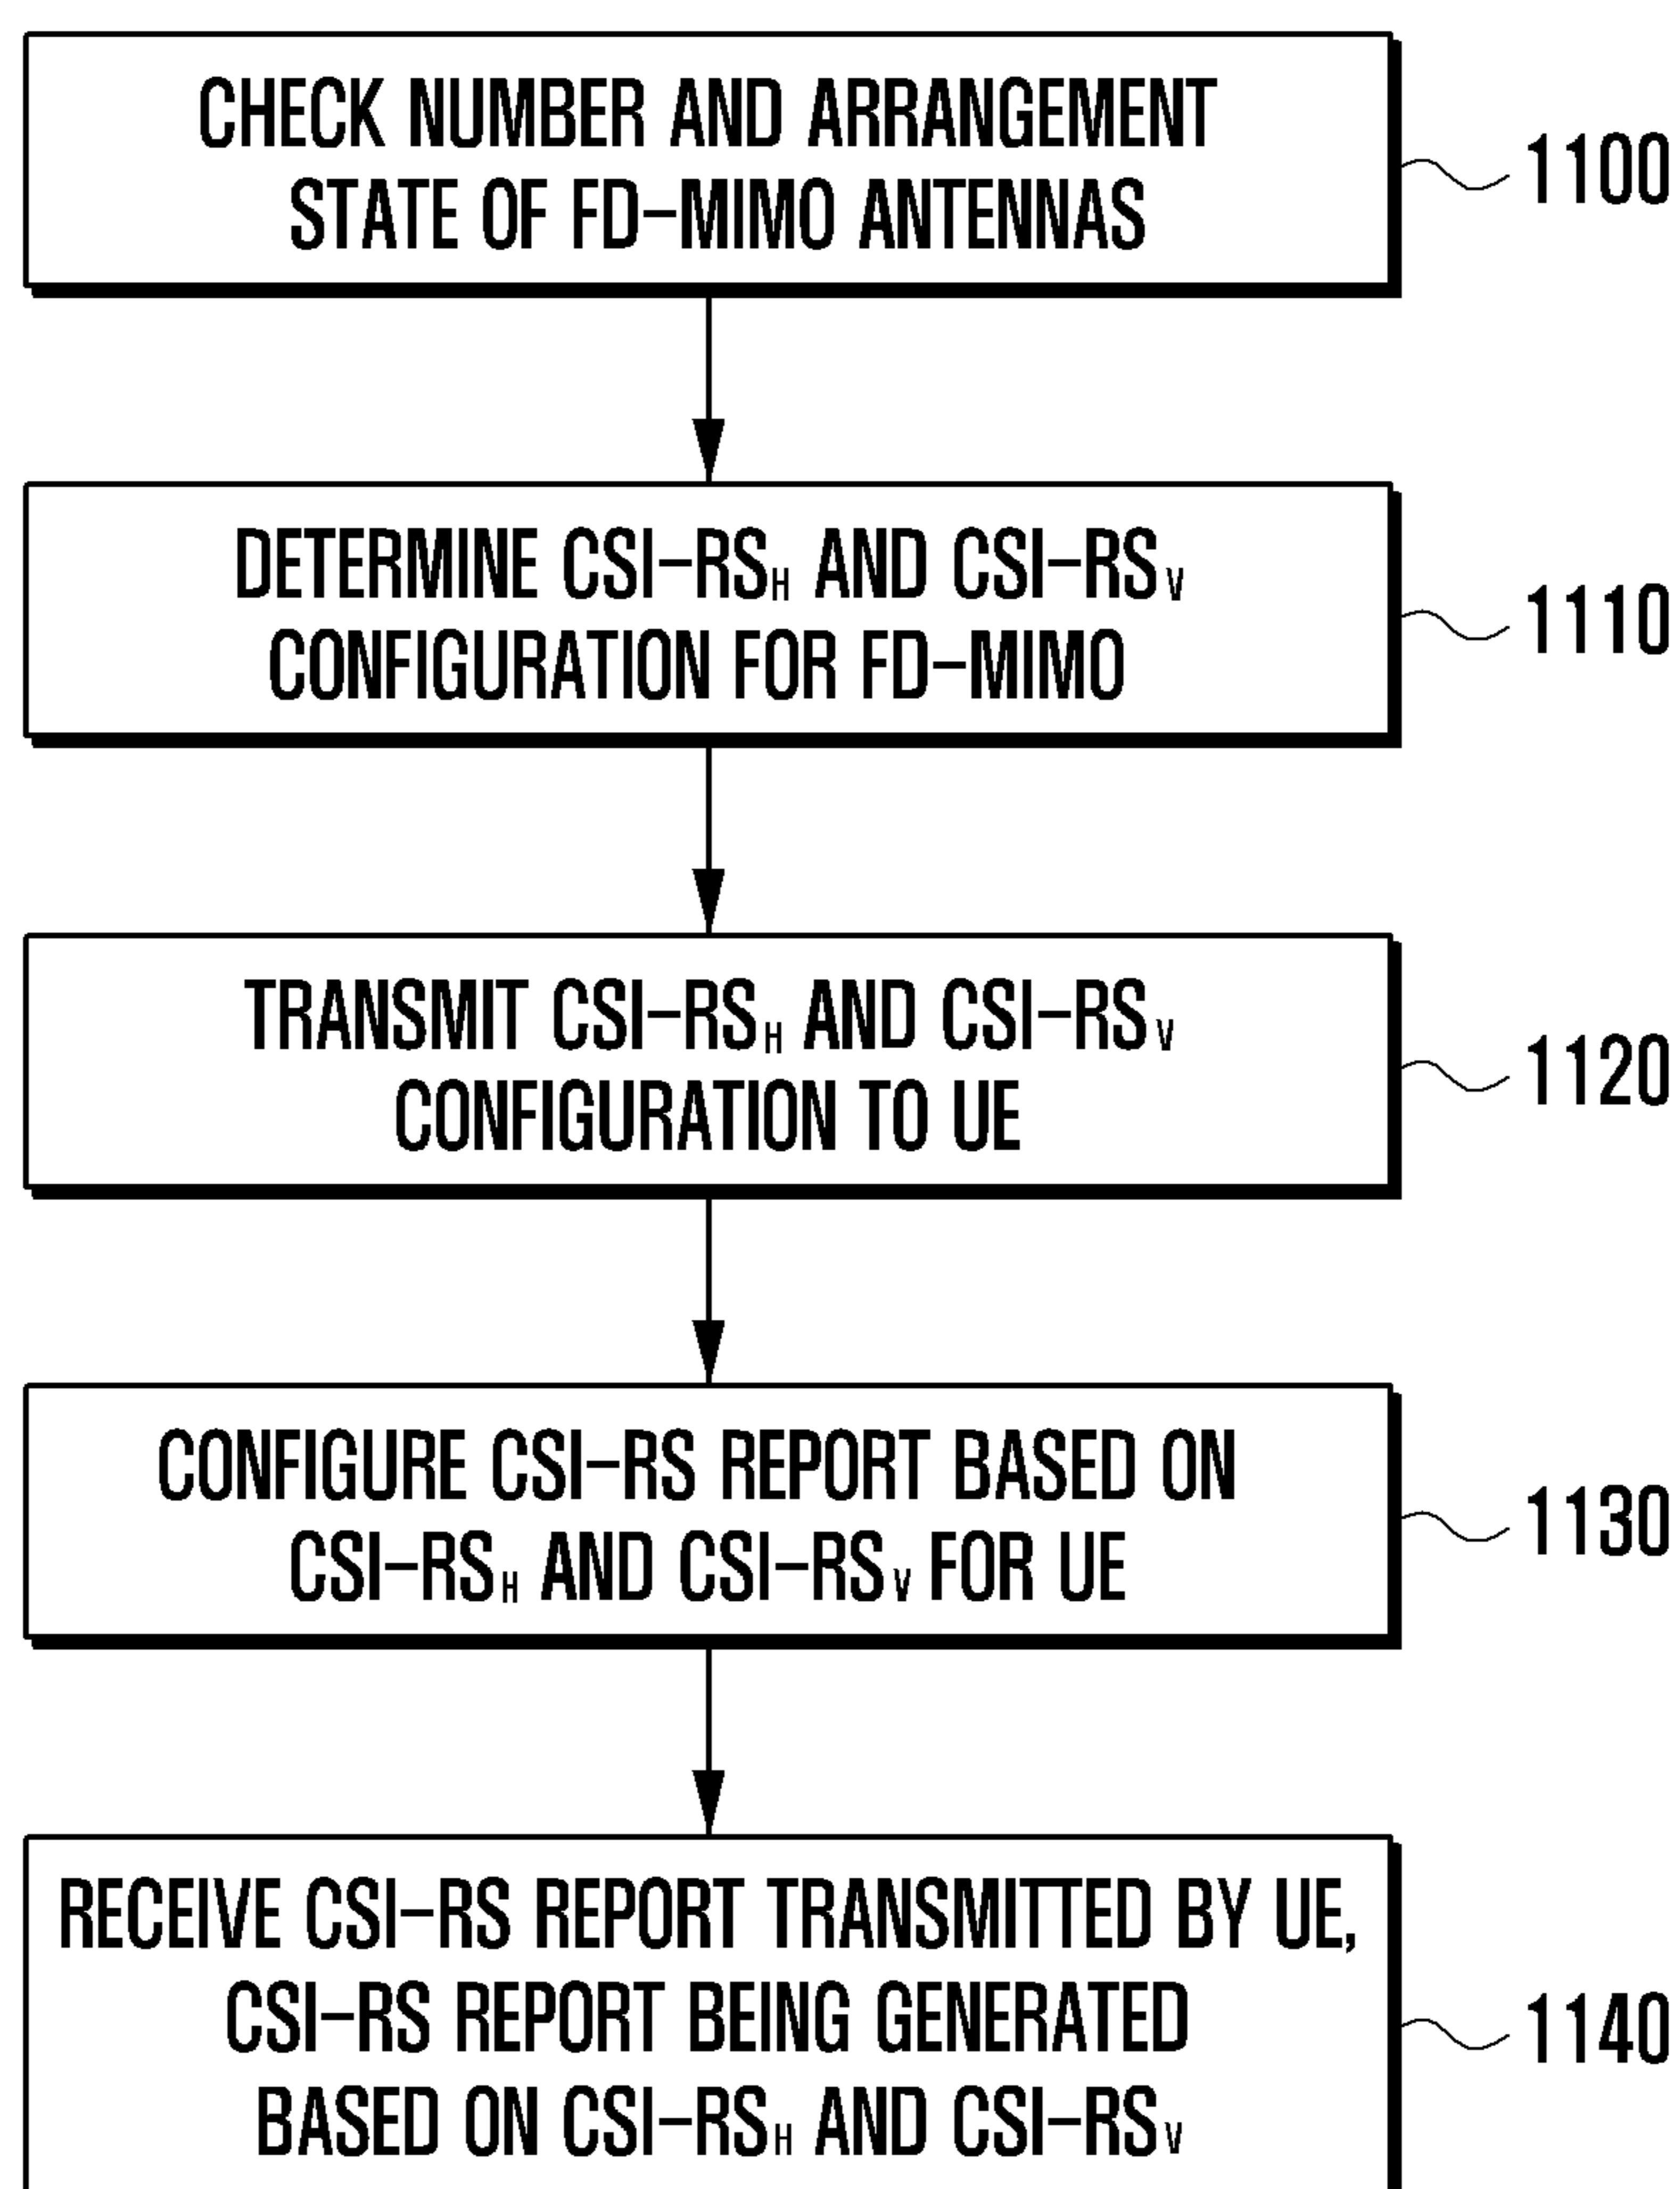 CHECK NUMBER AND ARRANGEMENT
STATE OF FD-MIMO ANTENNAS
1100
DETERMINE CSI-RSH AND CSI-RSV
CONFIGURATION FOR FD-MIMO
1110
TRANSMIT CSI-RSH AND CSI-RSV
CONFIGURATION TO UE
1120
CONFIGURE CSI-RS REPORT BASED ON
CSI-RSH AND CSI-RSV FOR UE
1130
RECEIVE CSI-RS REPORT TRANSMITTED BY UE,
CSI-RS REPORT BEING GENERATED
BASED ON CSI-RSH AND CSI-RSV
1140